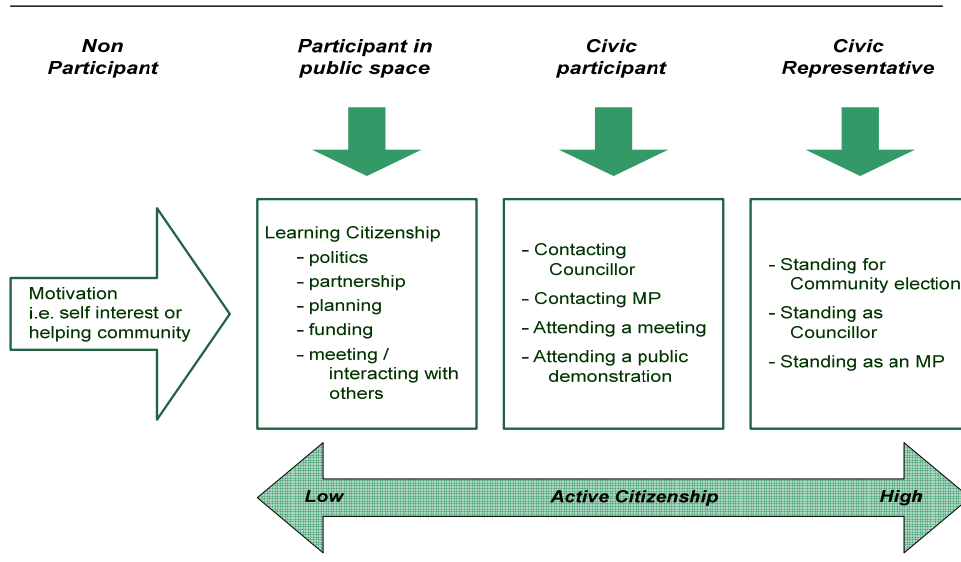 Non
Participant
Participant in
public space
Civic
participant
Civic
Representative
Motivation
i.e. self interest or
helping community
Learning Citizenship
- politics
- partnership
- planning
- funding
- meeting /
interacting with
others
- Contacting
Councillor
- Contacting MP
- Attending a meeting
- Attending a public
demonstration
- Standing for
Community election
- Standing as
Councillor
- Standing as an MP
Low
Active Citizenship
High